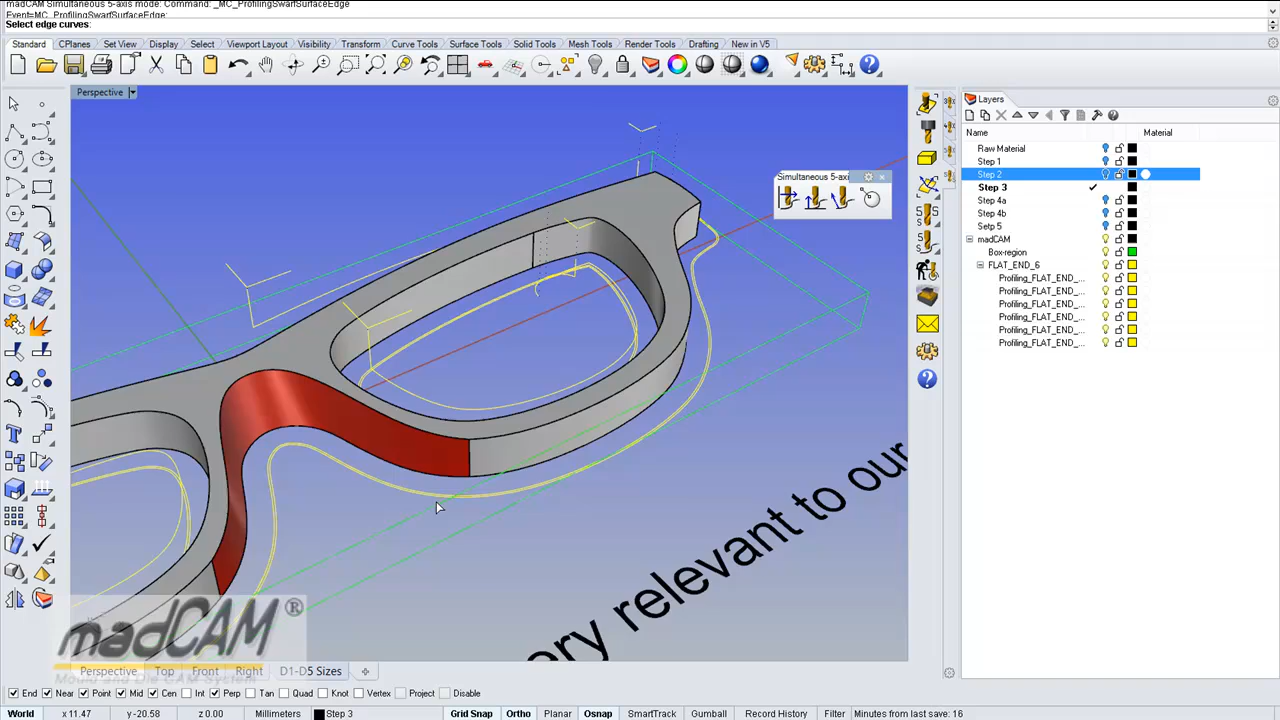 madCAM Simultaneous 5-axis mode: Command: _MC_ProfilingSwarfSurfaceEdge
Event=MC_ProfilingSwarfSurfaceEdge:
Select edge curves:
Standard CPlanes Set View Display Select Viewport Layout Visibility Transform Curve Tools Surface Tools Solid Tools Mesh Tools Render Tools Drafting New in V5
Perspective
Layers
Name Material
Raw Material
Step 1
Step 2
Step 3
Step 4a
Step 4b
Setp 5
madCAM
Box-region
FLAT_END_6
Profiling_FLAT_END_...
Profiling_FLAT_END_...
Profiling_FLAT_END_...
Profiling_FLAT_END_...
Profiling_FLAT_END_...
Profiling_FLAT_END_...
Simultaneous 5-axi
ery relevant to our
madCAM®
Mould and Die CAM System
Perspective Top Front Right D1-D5 Sizes
End Near Point Mid Cen Int Perp Tan Quad Knot Vertex Project Disable
World x 11.47 y -20.58 z 0.00 Millimeters Step 3 Grid Snap Ortho Planar Osnap SmartTrack Gumball Record History Filter Minutes from last save: 16